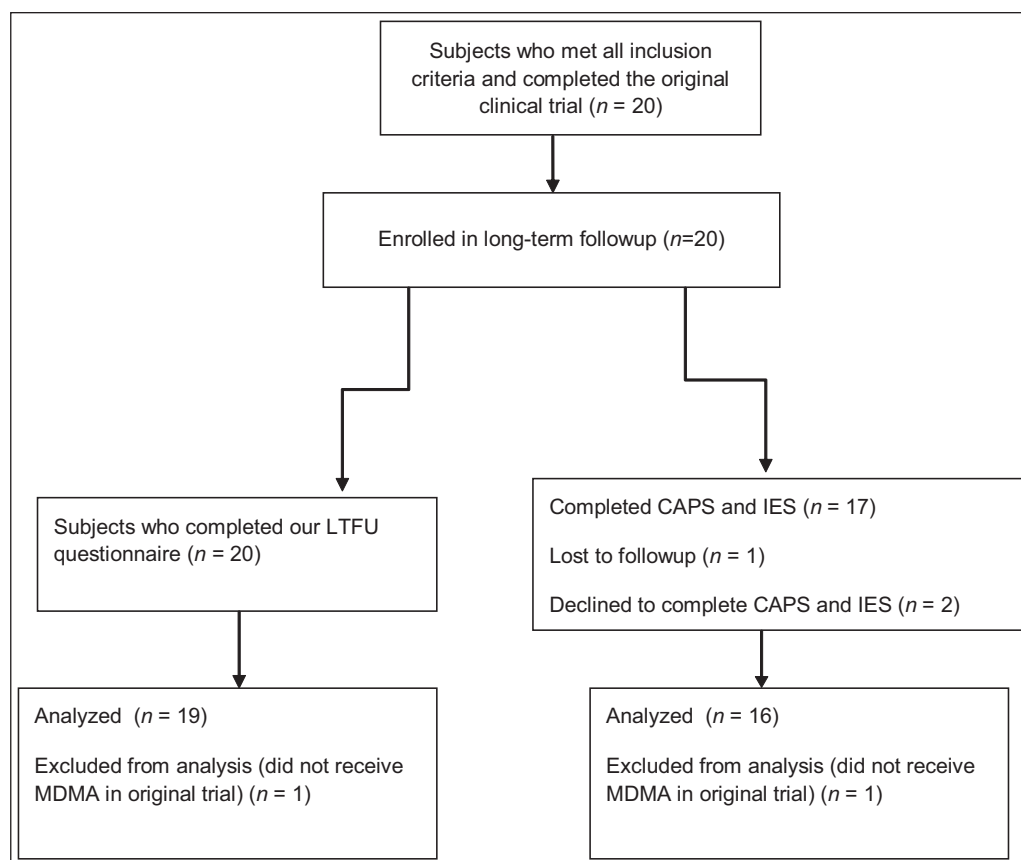 Subjects who met all inclusion
criteria and completed the original
clinical trial (n = 20)
Enrolled in long-term followup (n=20)
Subjects who completed our LTFU
questionnaire (n = 20)
Completed CAPS and IES (n = 17)
Lost to followup (n = 1)
Declined to complete CAPS and IES (n = 2)
Analyzed (n = 19)
Excluded from analysis (did not receive
MDMA in original trial) (n = 1)
Analyzed (n = 16)
Excluded from analysis (did not receive
MDMA in original trial) (n = 1)